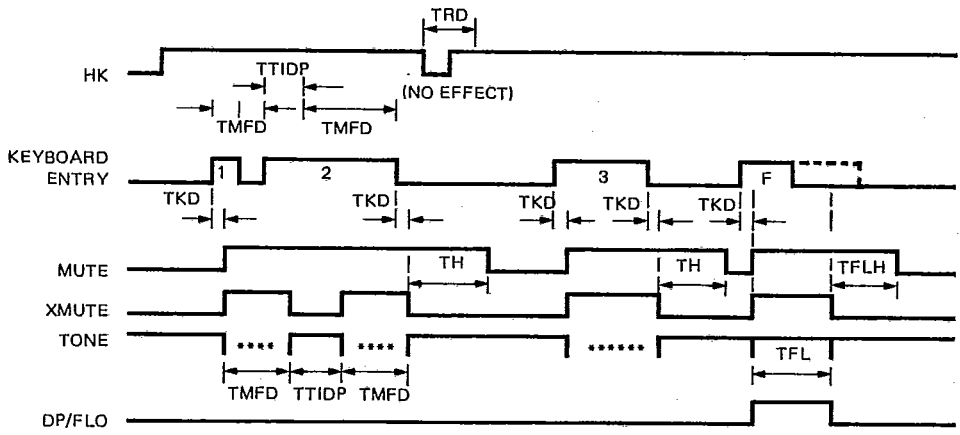 TRD
HK
TTIDP
(NO EFFECT)
TMFD TMFD
KEYBOARD
ENTRY
1 2 3 F
TKD TKD TKD TKD TKD
MUTE
TH TH TFLH
XMUTE
TONE
**** **** ******
TFL
TMFD TTIDP TMFD
DP/FLO